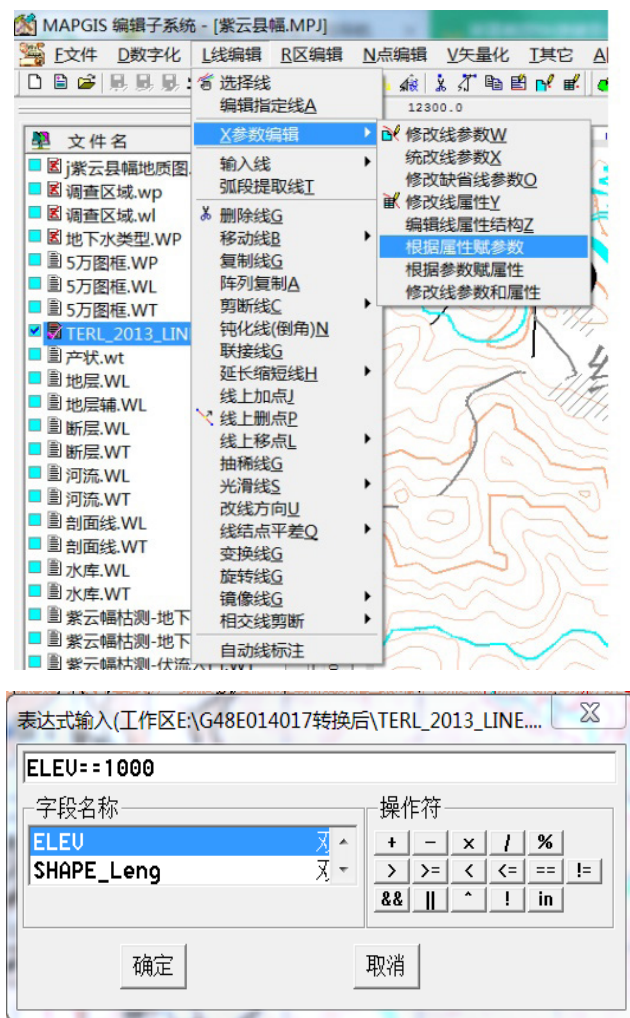 MAPGIS 编辑子系统 - [紫云县幅.MPJ]
F文件 D数字化 L线编辑 R区编辑 N点编辑 V矢量化 I其它
12300.0
文件名
j紫云县幅地质图.
调查区域.wp
调查区域.wl
地下水类型.WP
5万图框.WP
5万图框.WL
5万图框.WT
TERL_2013_LIN
产状.wt
地层.WL
地层辅.WL
断层.WL
断层.WT
河流.WL
河流.WT
剖面线.WL
剖面线.WT
水库.WL
水库.WT
紫云幅枯测-地下
紫云幅枯测-地下
紫云幅枯测-伏流
选择线
编辑指定线A
X参数编辑
输入线
弧段提取线T
删除线G
移动线B
复制线G
阵列复制A
剪断线C
钝化线(倒角)N
联接线G
延长缩短线H
线上加点J
线上删点P
线上移点L
抽稀线G
光滑线S
改线方向U
线结点平差Q
变换线G
旋转线G
镜像线G
相交线剪断
自动线标注
修改线参数W
统改线参数X
修改缺省线参数O
修改线属性Y
编辑线属性结构Z
根据属性赋参数
根据参数赋属性
修改线参数和属性
表达式输入(工作区E:\G48E014017转换后\TERL_2013_LINE....
ELEV==1000
字段名称
ELEV
SHAPE_Leng
操作符
+ - x / %
> >= < <= == !=
&& || ^ ! in
确定 取消